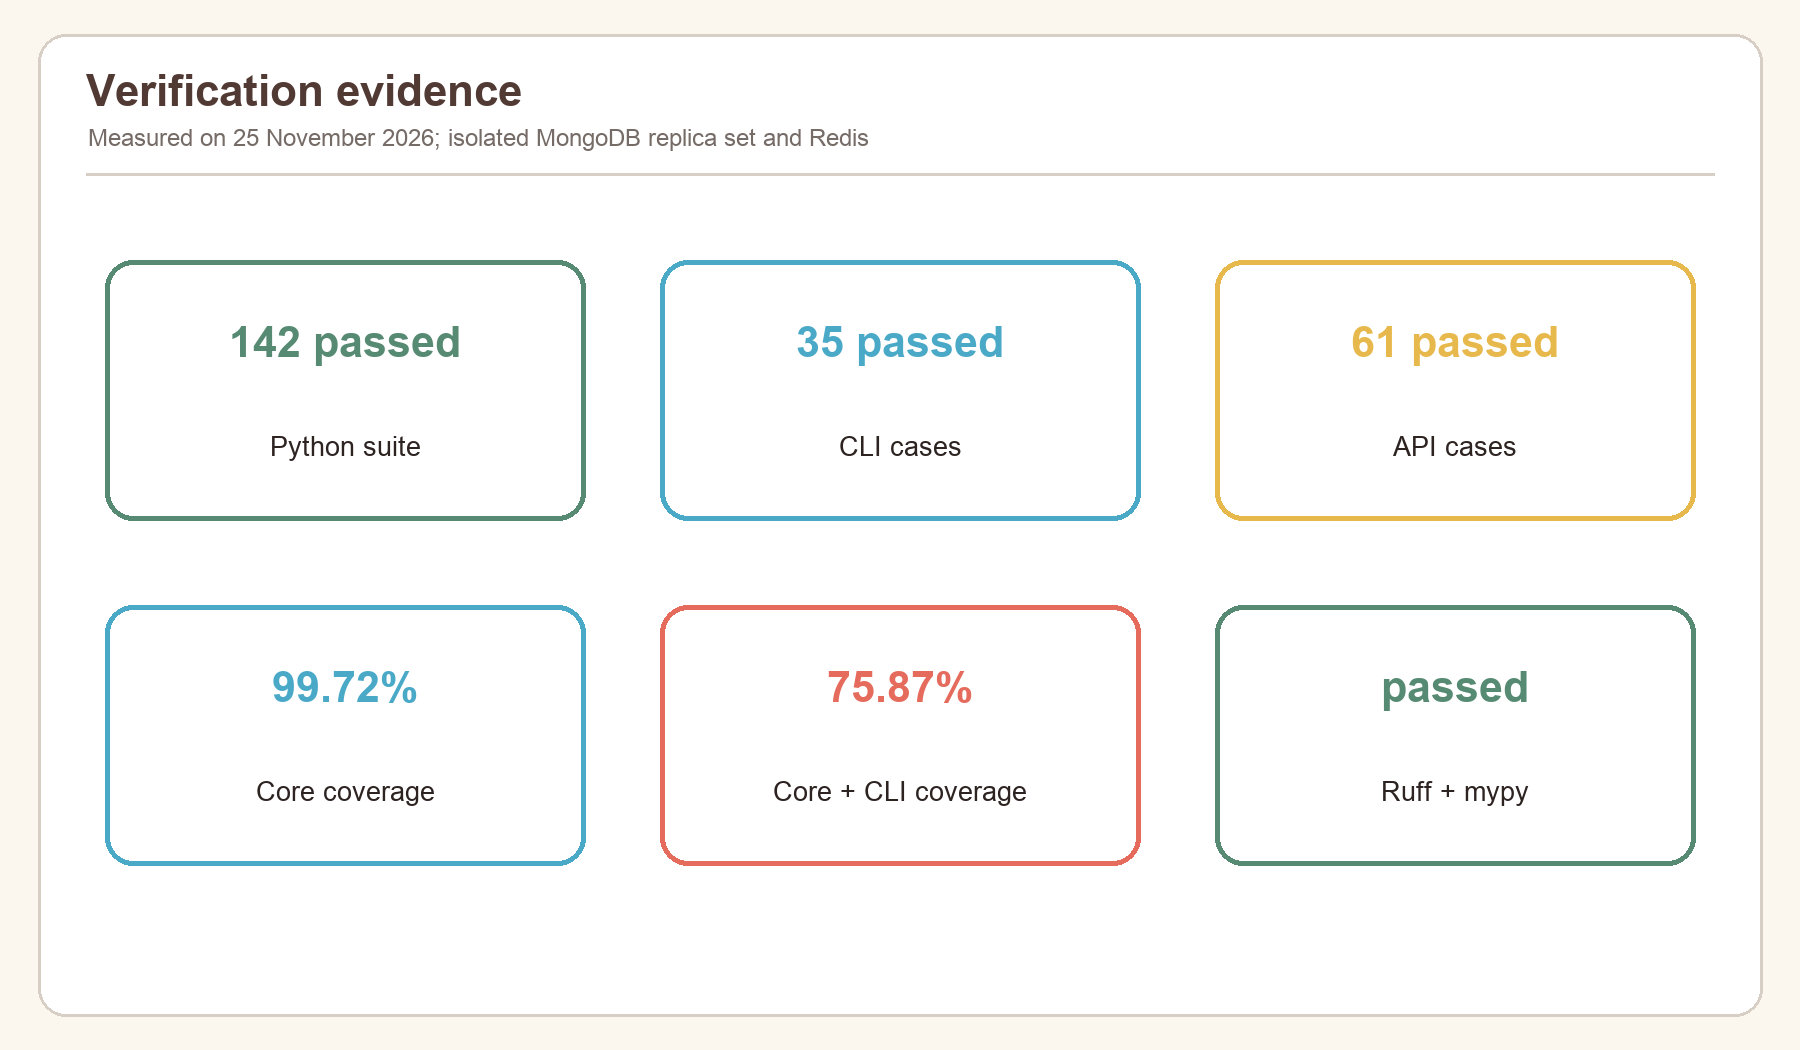 Verification evidence
Measured on 25 November 2026; isolated MongoDB replica set and Redis
142 passed
Python suite
35 passed
CLI cases
61 passed
API cases
99.72%
Core coverage
75.87%
Core + CLI coverage
passed
Ruff + mypy